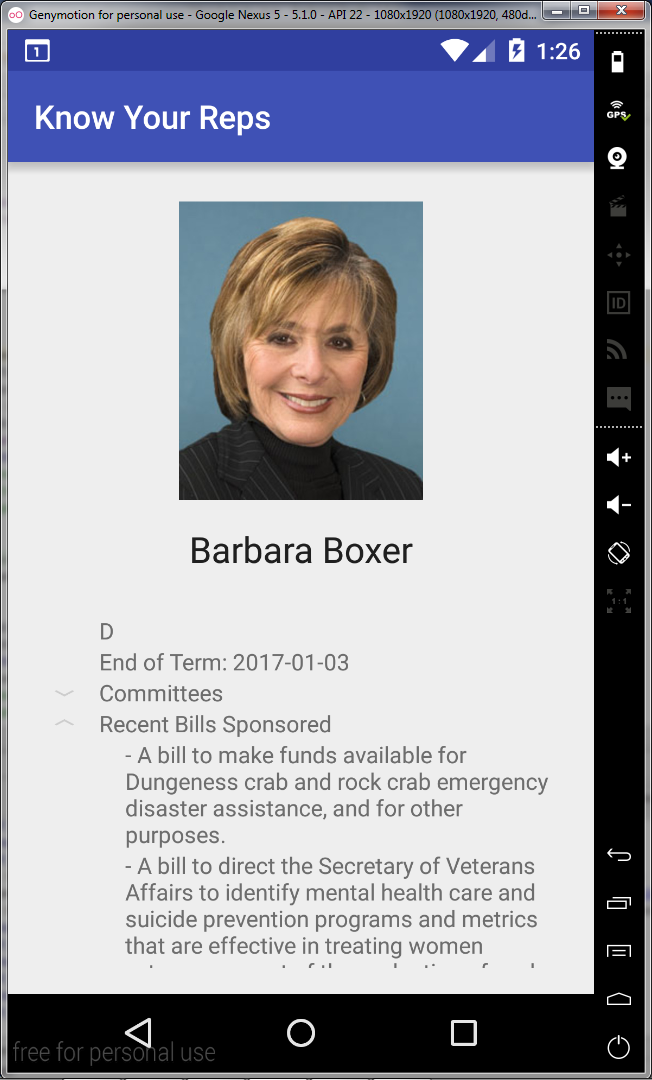 Genymotion for personal use - Google Nexus 5 - 5.1.0 - API 22 - 1080x1920 (1080x1920, 480d...
1
1:26
GPS
Know Your Reps
ID
Barbara Boxer
1:1
D
End of Term: 2017-01-03
Committees
Recent Bills Sponsored
- A bill to make funds available for
Dungeness crab and rock crab emergency
disaster assistance, and for other
purposes.
- A bill to direct the Secretary of Veterans
Affairs to identify mental health care and
suicide prevention programs and metrics
that are effective in treating women
free for personal use